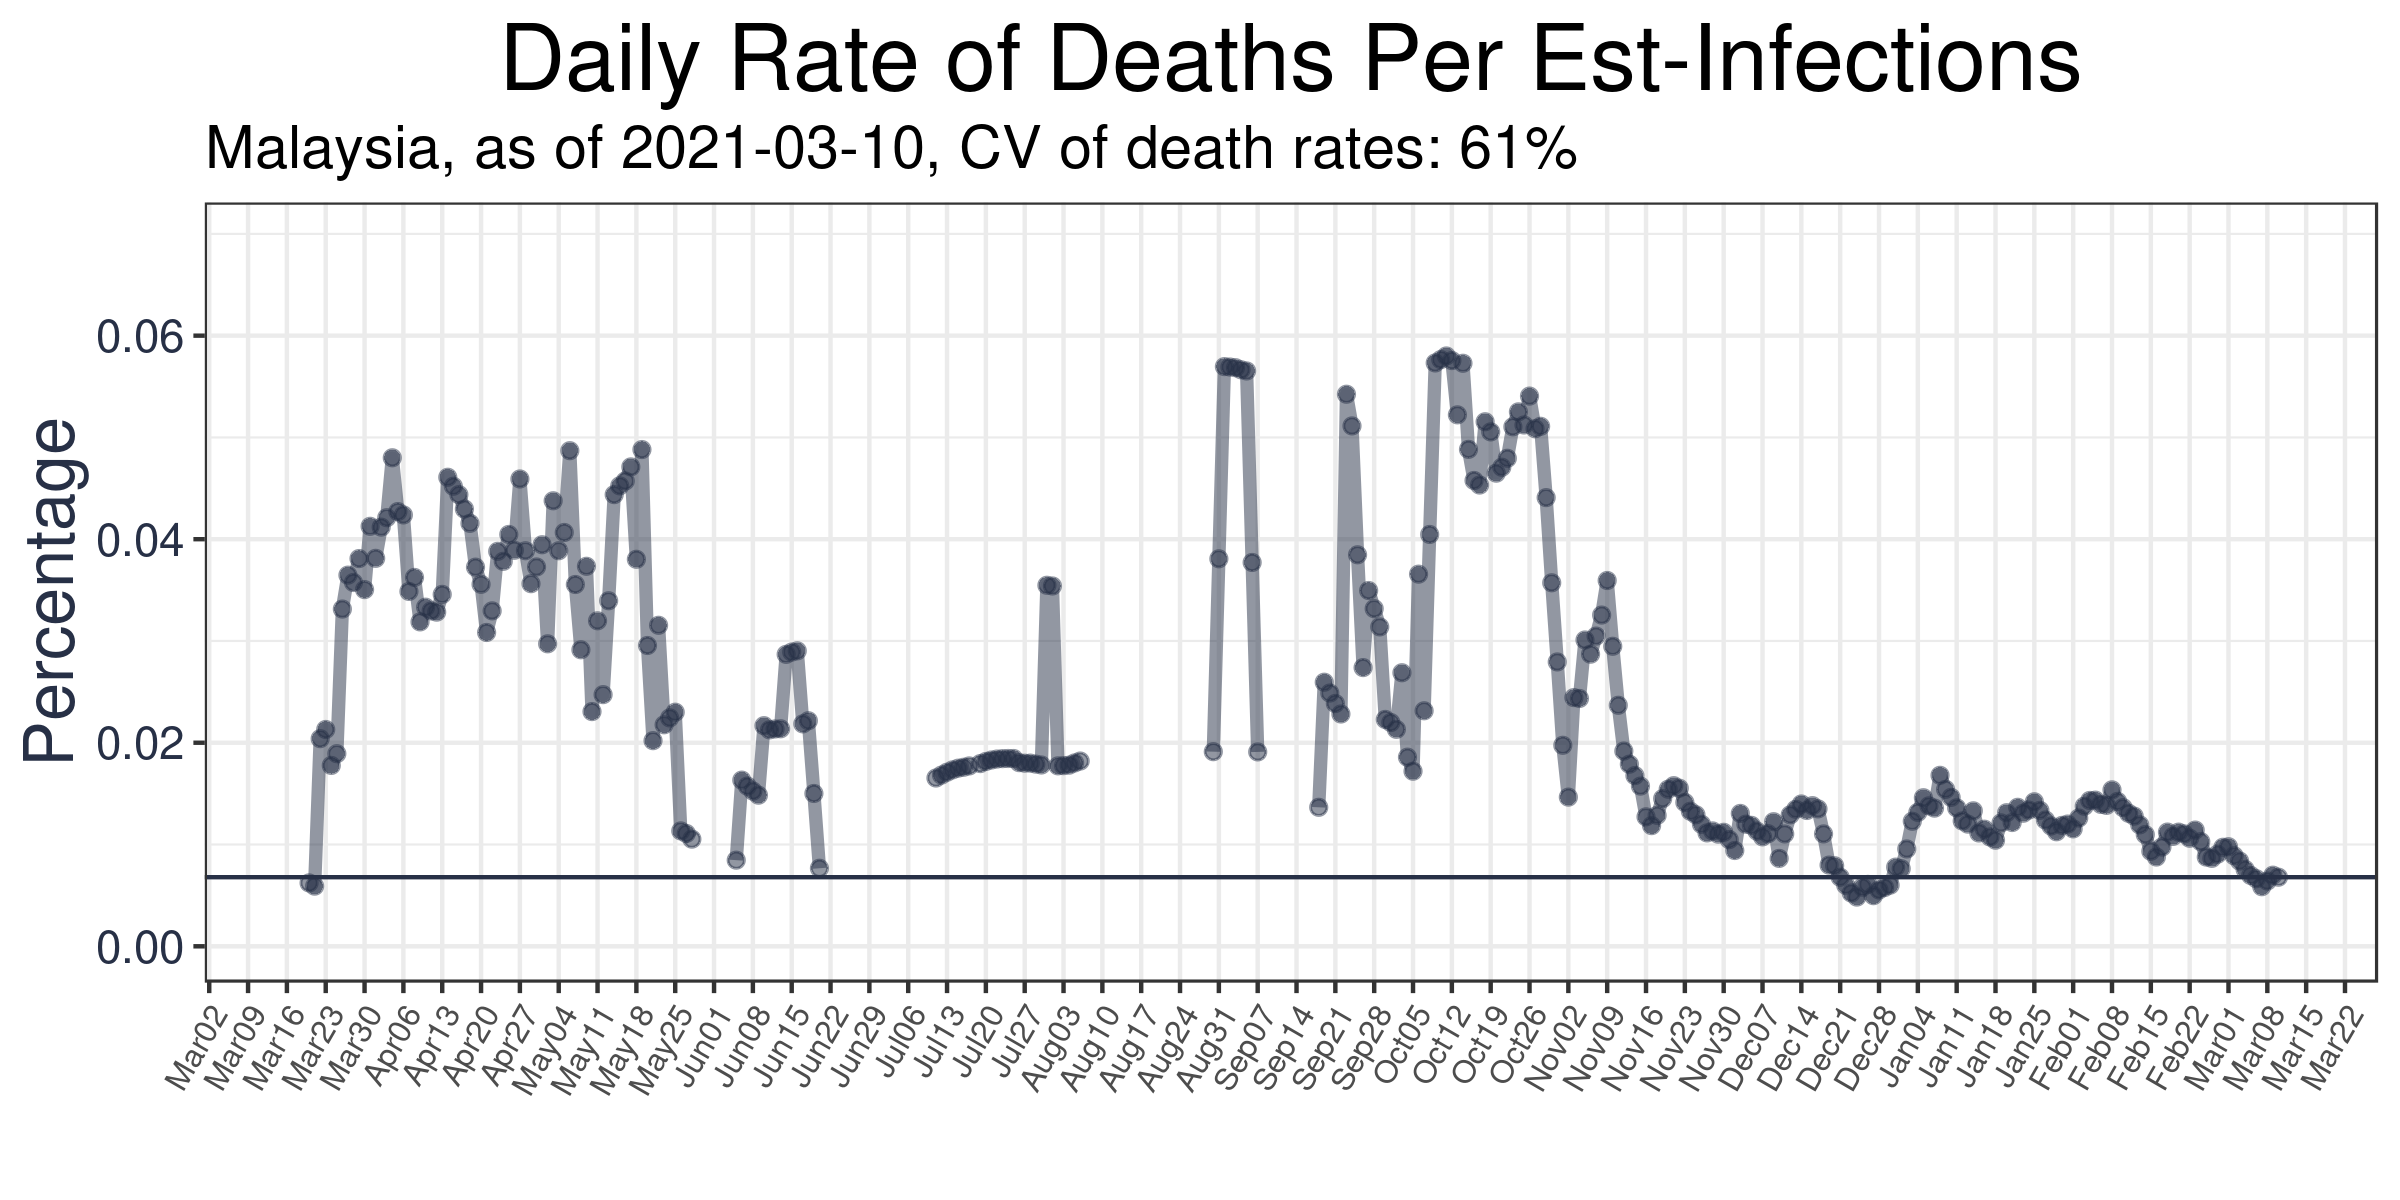 Daily Rate of Deaths Per Est-Infections
Malaysia, as of 2021-03-10, CV of death rates: 61%
Percentage
0.06
0.04
0.02
0.00
Mar02
Mar09
Mar16
Mar23
Mar30
Apr06
Apr13
Apr20
Apr27
May04
May11
May18
May25
Jun01
Jun08
Jun15
Jun22
Jun29
Jul06
Jul13
Jul20
Jul27
Aug03
Aug10
Aug17
Aug24
Aug31
Sep07
Sep14
Sep21
Sep28
Oct05
Oct12
Oct19
Oct26
Nov02
Nov09
Nov16
Nov23
Nov30
Dec07
Dec14
Dec21
Dec28
Jan04
Jan11
Jan18
Jan25
Feb01
Feb08
Feb15
Feb22
Mar01
Mar08
Mar15
Mar22